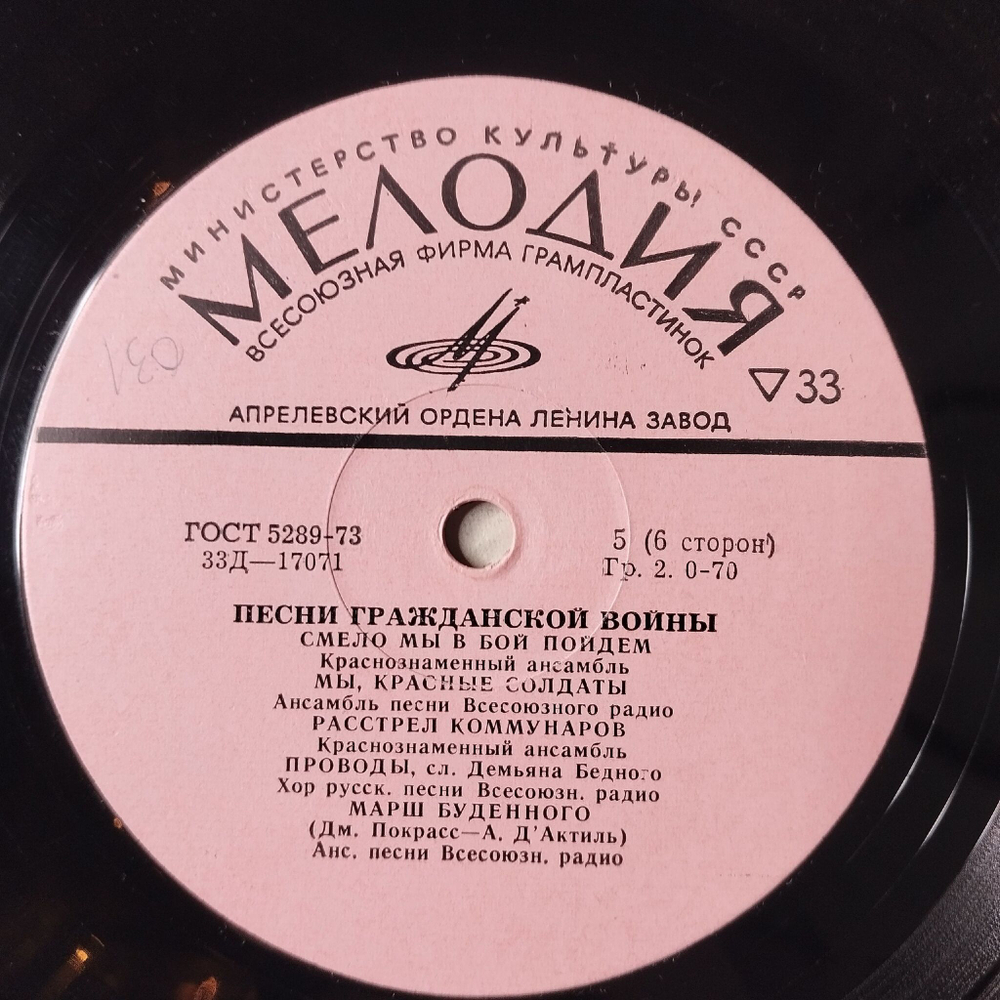 МИНИСТЕРСТВО КУЛЬТУРЫ СССР
МЕЛОДИЯ
ВСЕСОЮЗНАЯ ФИРМА ГРАМПЛАСТИНОК
▽33
АПРЕЛЕВСКИЙ ОРДЕНА ЛЕНИНА ЗАВОД
031
ГОСТ 5289-73
33Д—17071
5 (6 сторон)
Гр. 2. 0-70
ПЕСНИ ГРАЖДАНСКОЙ ВОЙНЫ
СМЕЛО МЫ В БОЙ ПОЙДЕМ
Краснознаменный ансамбль
МЫ, КРАСНЫЕ СОЛДАТЫ
Ансамбль песни Всесоюзного радио
РАССТРЕЛ КОММУНАРОВ
Краснознаменный ансамбль
ПРОВОДЫ, сл. Демьяна Бедного
Хор русск. песни Всесоюзн. радио
МАРШ БУДЕННОГО
(Дм. Покрасс—А. Д'Актиль)
Анс. песни Всесоюзн. радио